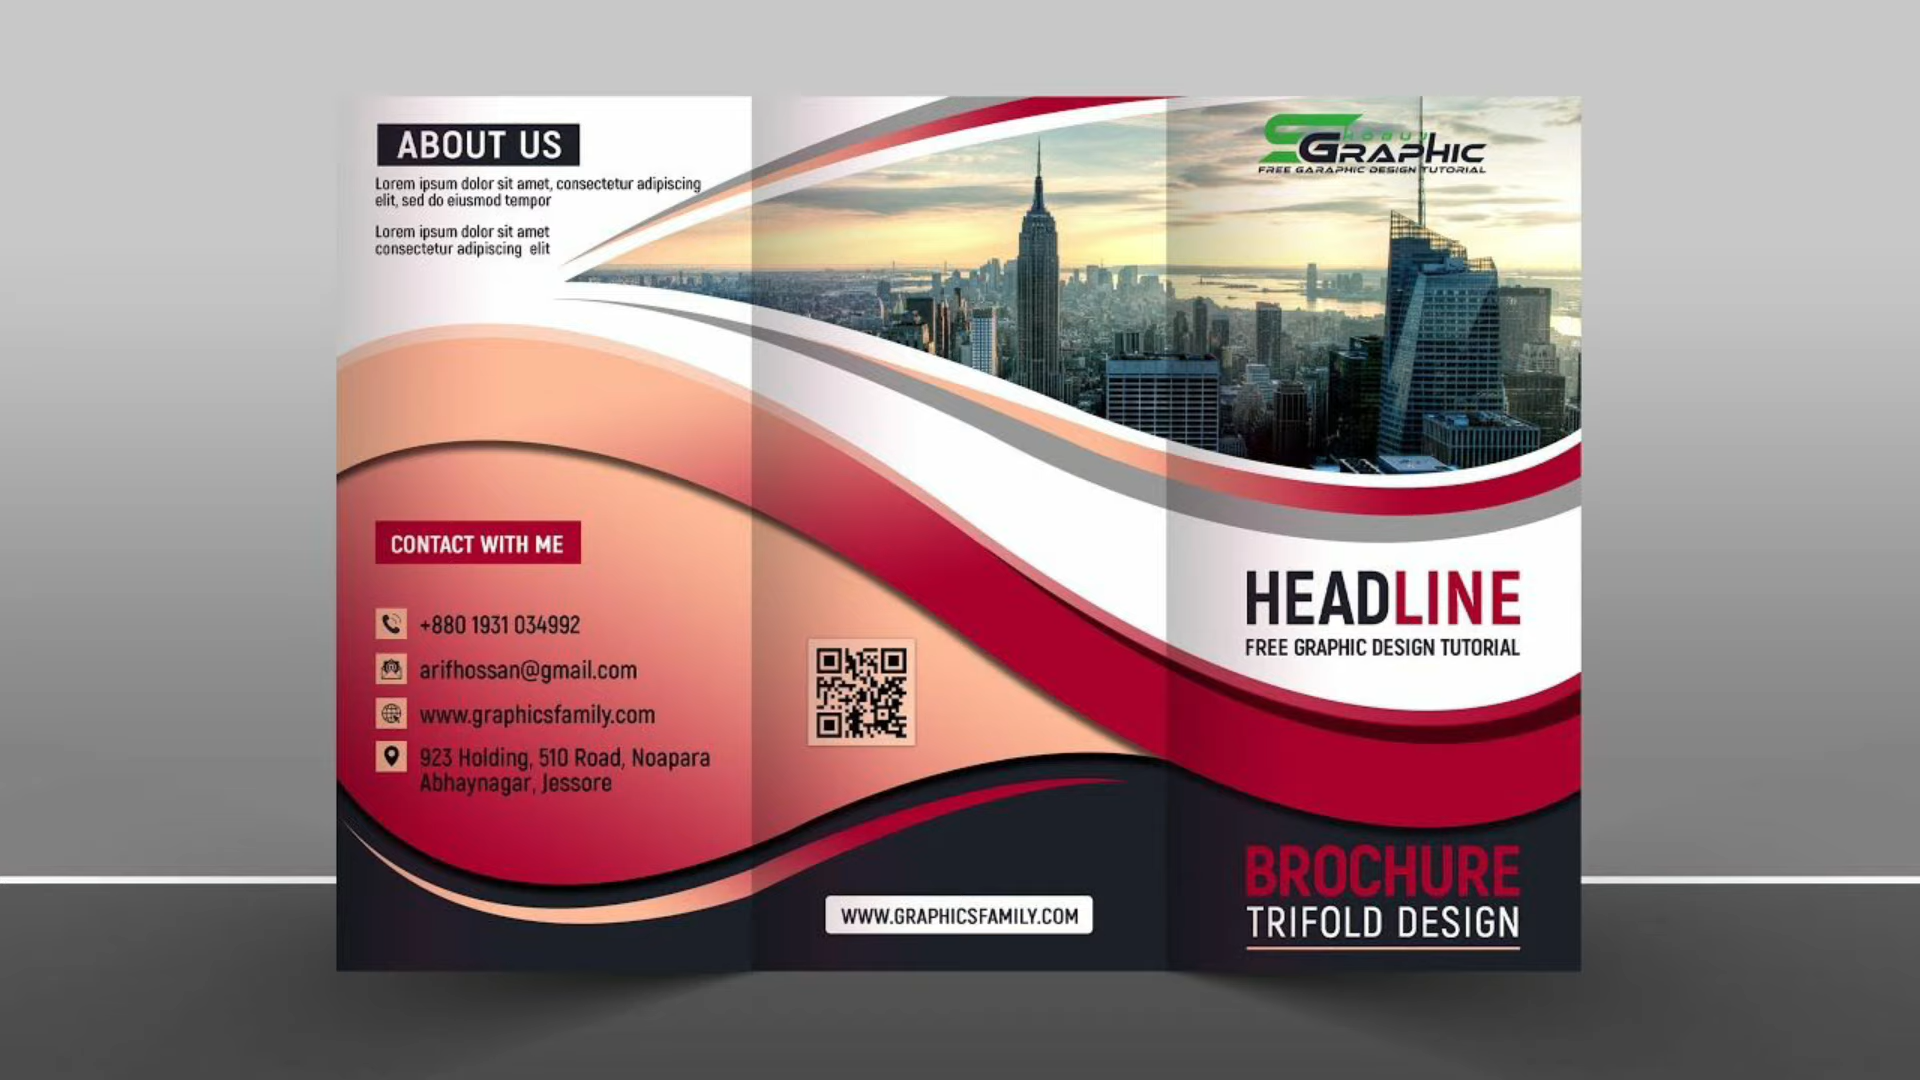 ABOUT US
Lorem ipsum dolor sit amet, consectetur adipiscing
elit, sed do eiusmod tempor
Lorem ipsum dolor sit amet
consectetur adipiscing elit
CONTACT WITH ME
+880 1931 034992
arifhossan@gmail.com
www.graphicsfamily.com
923 Holding, 510 Road, Noapara
Abhaynagar, Jessore
WWW.GRAPHICSFAMILY.COM
GRAPHIC
FREE GARAPHIC DESIGN TUTORIAL
HEADLINE
FREE GRAPHIC DESIGN TUTORIAL
BROCHURE
TRIFOLD DESIGN